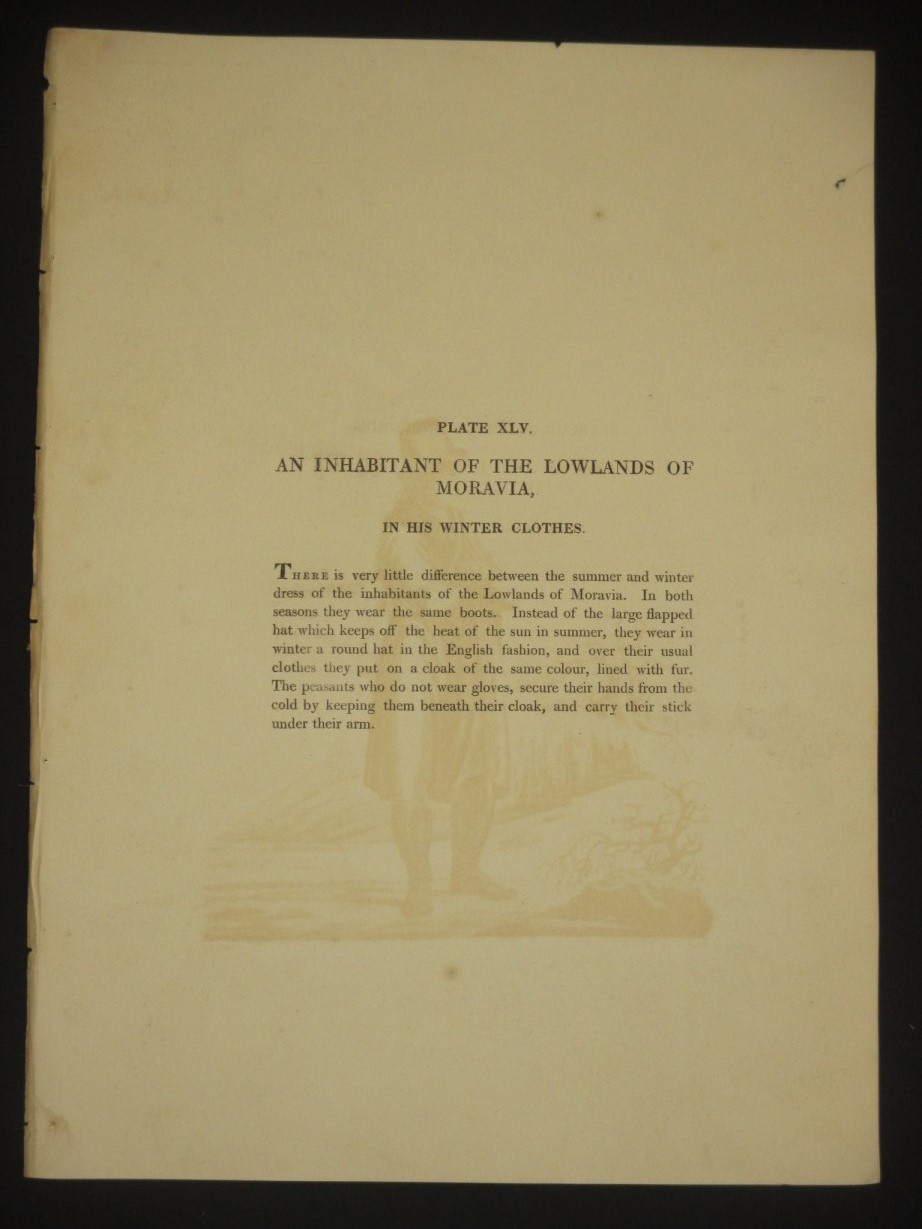 PLATE XLV.
AN INHABITANT OF THE LOWLANDS OF
MORAVIA,
IN HIS WINTER CLOTHES.
THERE is very little difference between the summer and winter
dress of the inhabitants of the Lowlands of Moravia. In both
seasons they wear the same boots. Instead of the large flapped
hat which keeps off the heat of the sun in summer, they wear in
winter a round hat in the English fashion, and over their usual
clothes they put on a cloak of the same colour, lined with fur.
The peasants who do not wear gloves, secure their hands from the
cold by keeping them beneath their cloak, and carry their stick
under their arm.